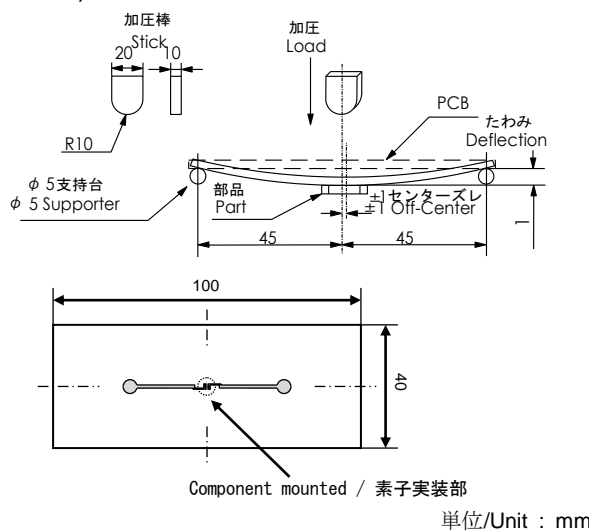 加圧棒
Stick
20
10
R10
加圧
Load
PCB
たわみ
Deflection
φ 5支持台
φ 5 Supporter
部品
Part
±1センターズレ
±1 Off-Center
45
45
1
100
40
Component mounted / 素子実装部
単位/Unit : mm